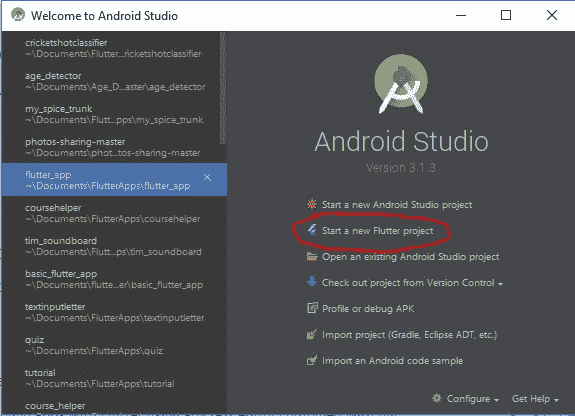 Welcome to Android Studio
cricketshotclassifier
~\Documents\Flutter...ricketshotclassifier
age_detector
~\Documents\Age_D...aster\age_detector
my_spice_trunk
~\Documents\Flutt...pps\my_spice_trunk
photos-sharing-master
~\Documents\phot...tos-sharing-master
flutter_app
~\Documents\FlutterApps\flutter_app
coursehelper
~\Documents\FlutterApps\coursehelper
tim_soundboard
~\Documents\Flutt...ps\tim_soundboard
basic_flutter_app
~\Documents\flutte...er\basic_flutter_app
textinputletter
~\Documents\FlutterApps\textinputletter
quiz
~\Documents\FlutterApps\quiz
tutorial
~\Documents\FlutterApps\tutorial
course_helper
Android Studio
Version 3.1.3
Start a new Android Studio project
Start a new Flutter project
Open an existing Android Studio project
Check out project from Version Control
Profile or debug APK
Import project (Gradle, Eclipse ADT, etc.)
Import an Android code sample
Configure
Get Help